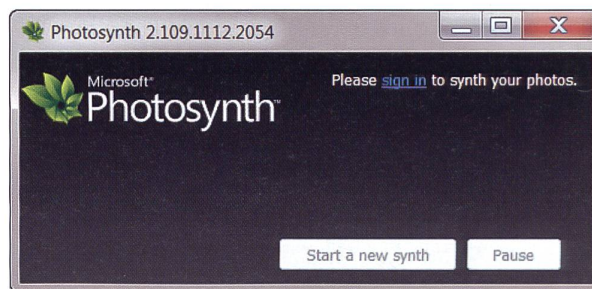 Photosynth 2.109.1112.2054
Microsoft®
Photosynth™
Please sign in to synth your photos.
Start a new synth
Pause